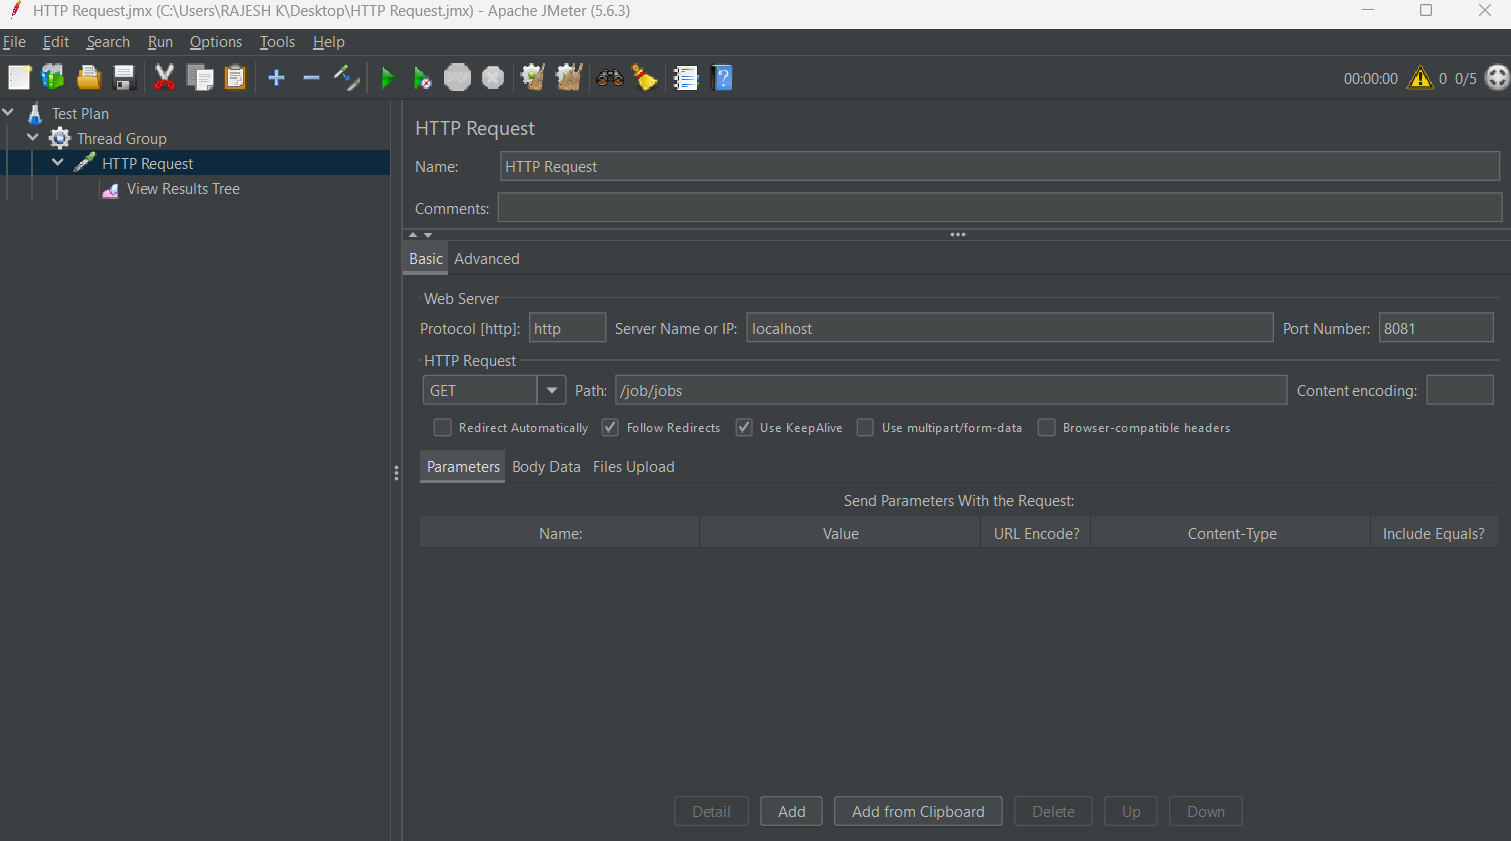 HTTP Request.jmx (C:\Users\RAJESH K\Desktop\HTTP Request.jmx) - Apache JMeter (5.6.3)
File Edit Search Run Options Tools Help
STOP 00:00:00 0 0/5
Test Plan
Thread Group
HTTP Request
View Results Tree
HTTP Request
Name: HTTP Request
Comments:
Basic Advanced
Web Server
Protocol [http]: http Server Name or IP: localhost Port Number: 8081
HTTP Request
GET Path: /job/jobs Content encoding:
Redirect Automatically Follow Redirects Use KeepAlive Use multipart/form-data Browser-compatible headers
Parameters Body Data Files Upload
Send Parameters With the Request:
Name: Value URL Encode? Content-Type Include Equals?
Detail Add Add from Clipboard Delete Up Down